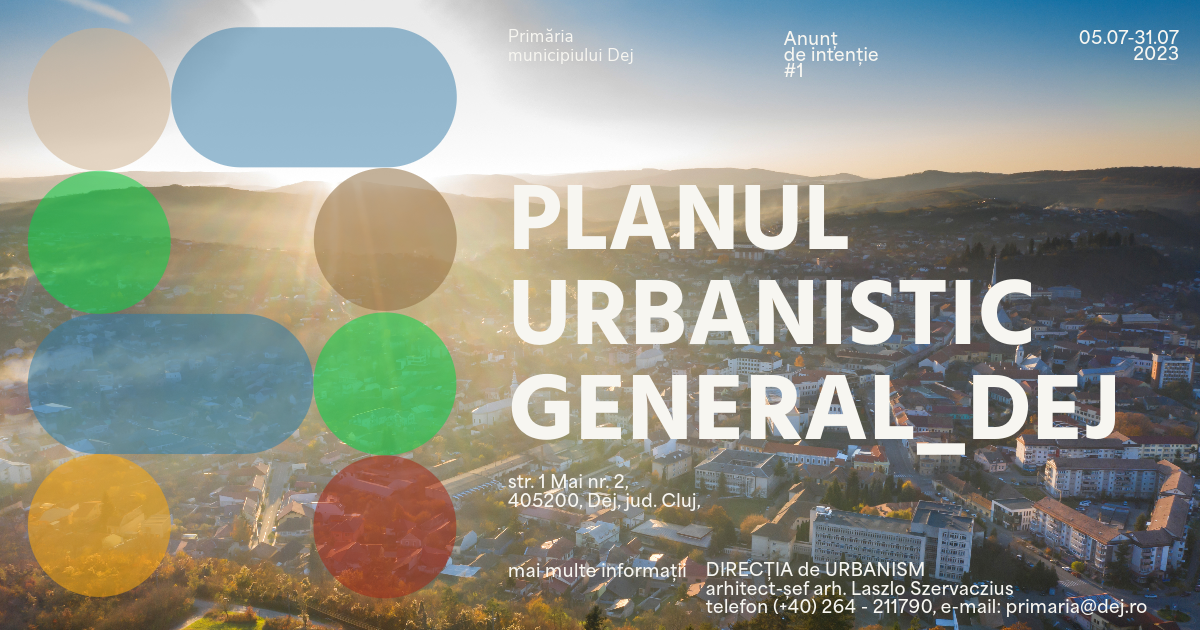 Primăria
municipiului Dej
Anunț
de intenție
#1
05.07-31.07
2023
PLANUL
URBANISTIC
GENERAL_DEJ
str. 1 Mai nr. 2,
405200, Dej, jud. Cluj,
mai multe informații
DIRECȚIA de URBANISM
arhitect-șef arh. Laszlo Szervaczius
telefon (+40) 264 - 211790, e-mail: primaria@dej.ro